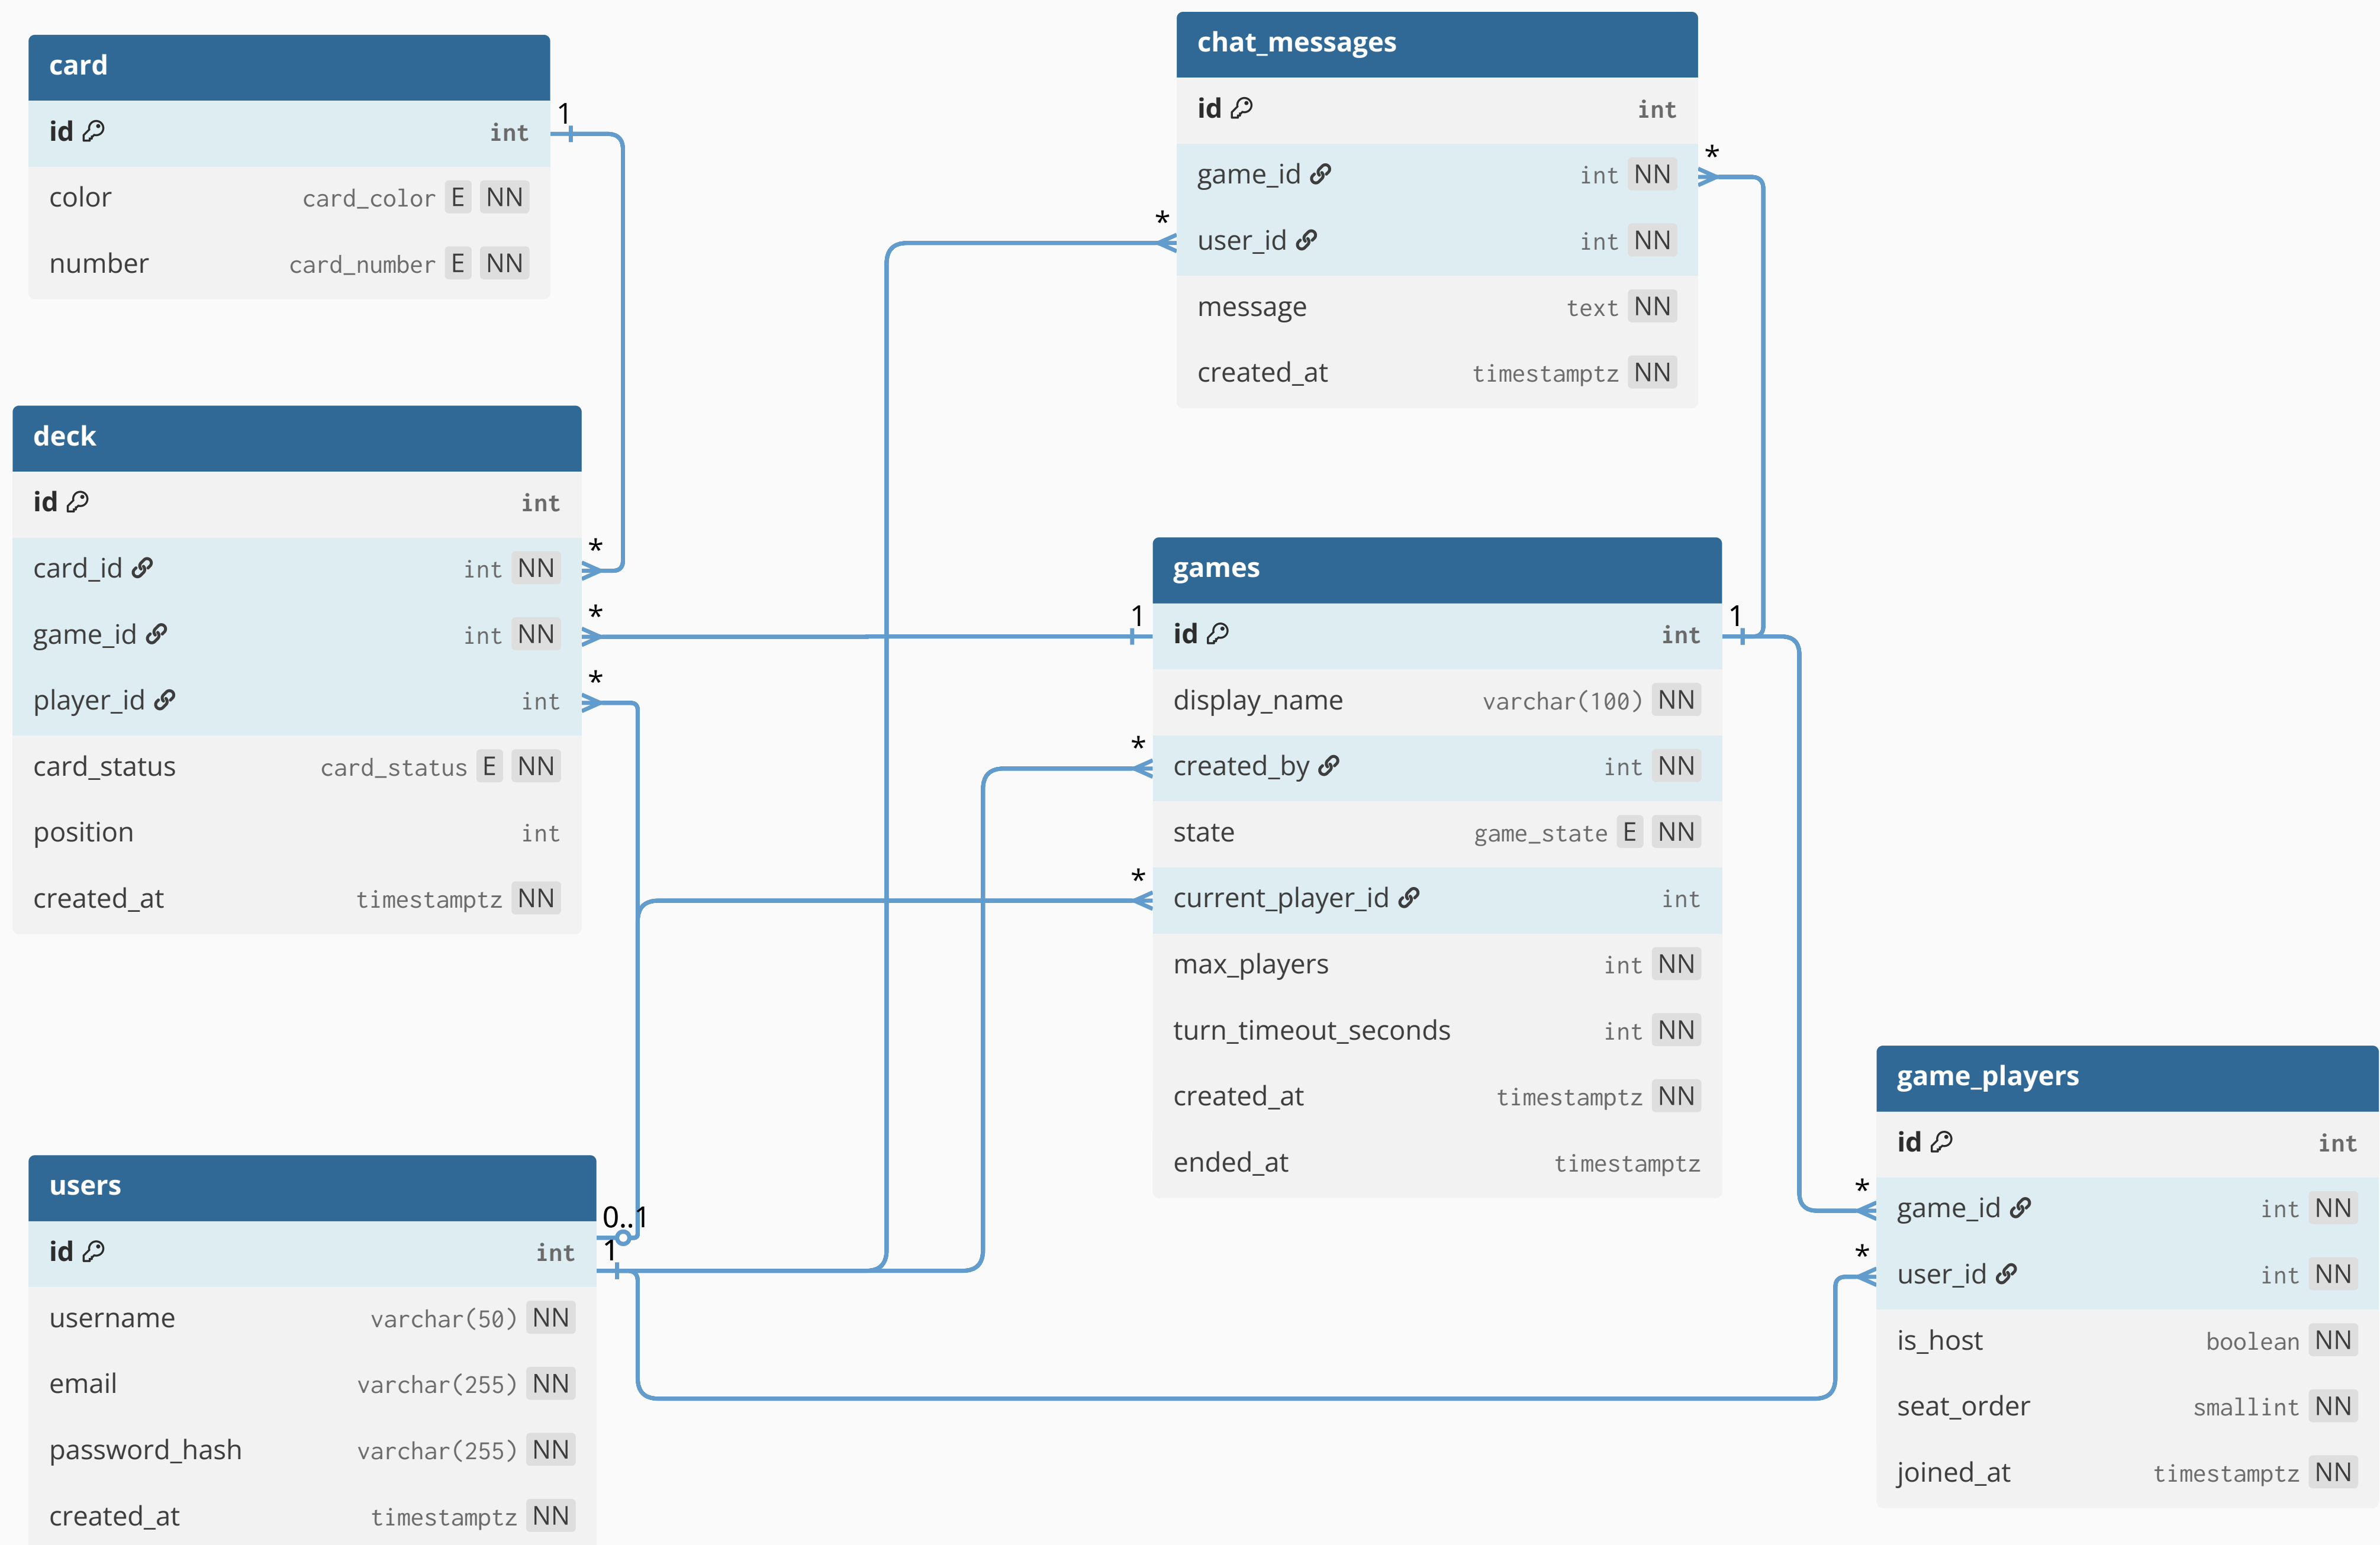 card
id int
color card_color E NN
number card_number E NN
1
deck
id int
card_id int NN
*
game_id int NN
*
player_id int
*
card_status card_status E NN
position int
created_at timestamptz NN
users
id int
0..1
1
username varchar(50) NN
email varchar(255) NN
password_hash varchar(255) NN
created_at timestamptz NN
chat_messages
id int
game_id int NN
*
*
user_id int NN
message text NN
created_at timestamptz NN
games
1
id int
1
display_name varchar(100) NN
*
created_by int NN
state game_state E NN
*
current_player_id int
max_players int NN
turn_timeout_seconds int NN
created_at timestamptz NN
ended_at timestamptz
game_players
id int
*
game_id int NN
*
user_id int NN
is_host boolean NN
seat_order smallint NN
joined_at timestamptz NN